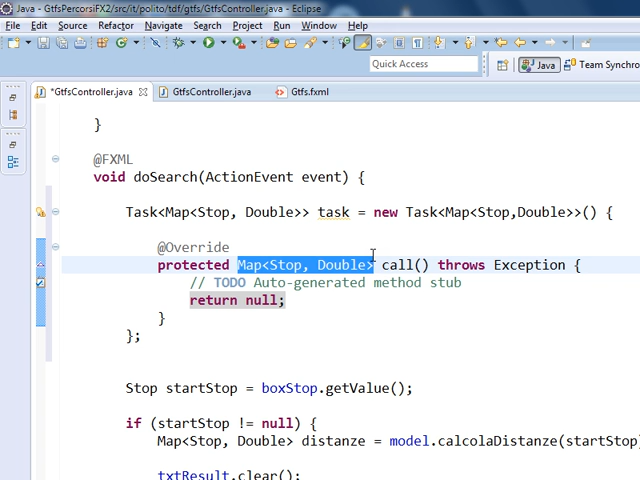 Java - GtfsPercorsiFX2/src/it/polito/tdf/gtfs/GtfsController.java - Eclipse
File Edit Source Refactor Navigate Search Project Run Window Help
Quick Access
Java
Team Synchro
*GtfsController.java
GtfsController.java
Gtfs.fxml
}
@FXML
void doSearch(ActionEvent event) {
Task<Map<Stop, Double>> task = new Task<Map<Stop,Double>>() {
@Override
protected Map<Stop, Double> call() throws Exception {
// TODO Auto-generated method stub
return null;
}
};
Stop startStop = boxStop.getValue();
if (startStop != null) {
Map<Stop, Double> distanze = model.calcolaDistanze(startStop)
txtResult.clear();